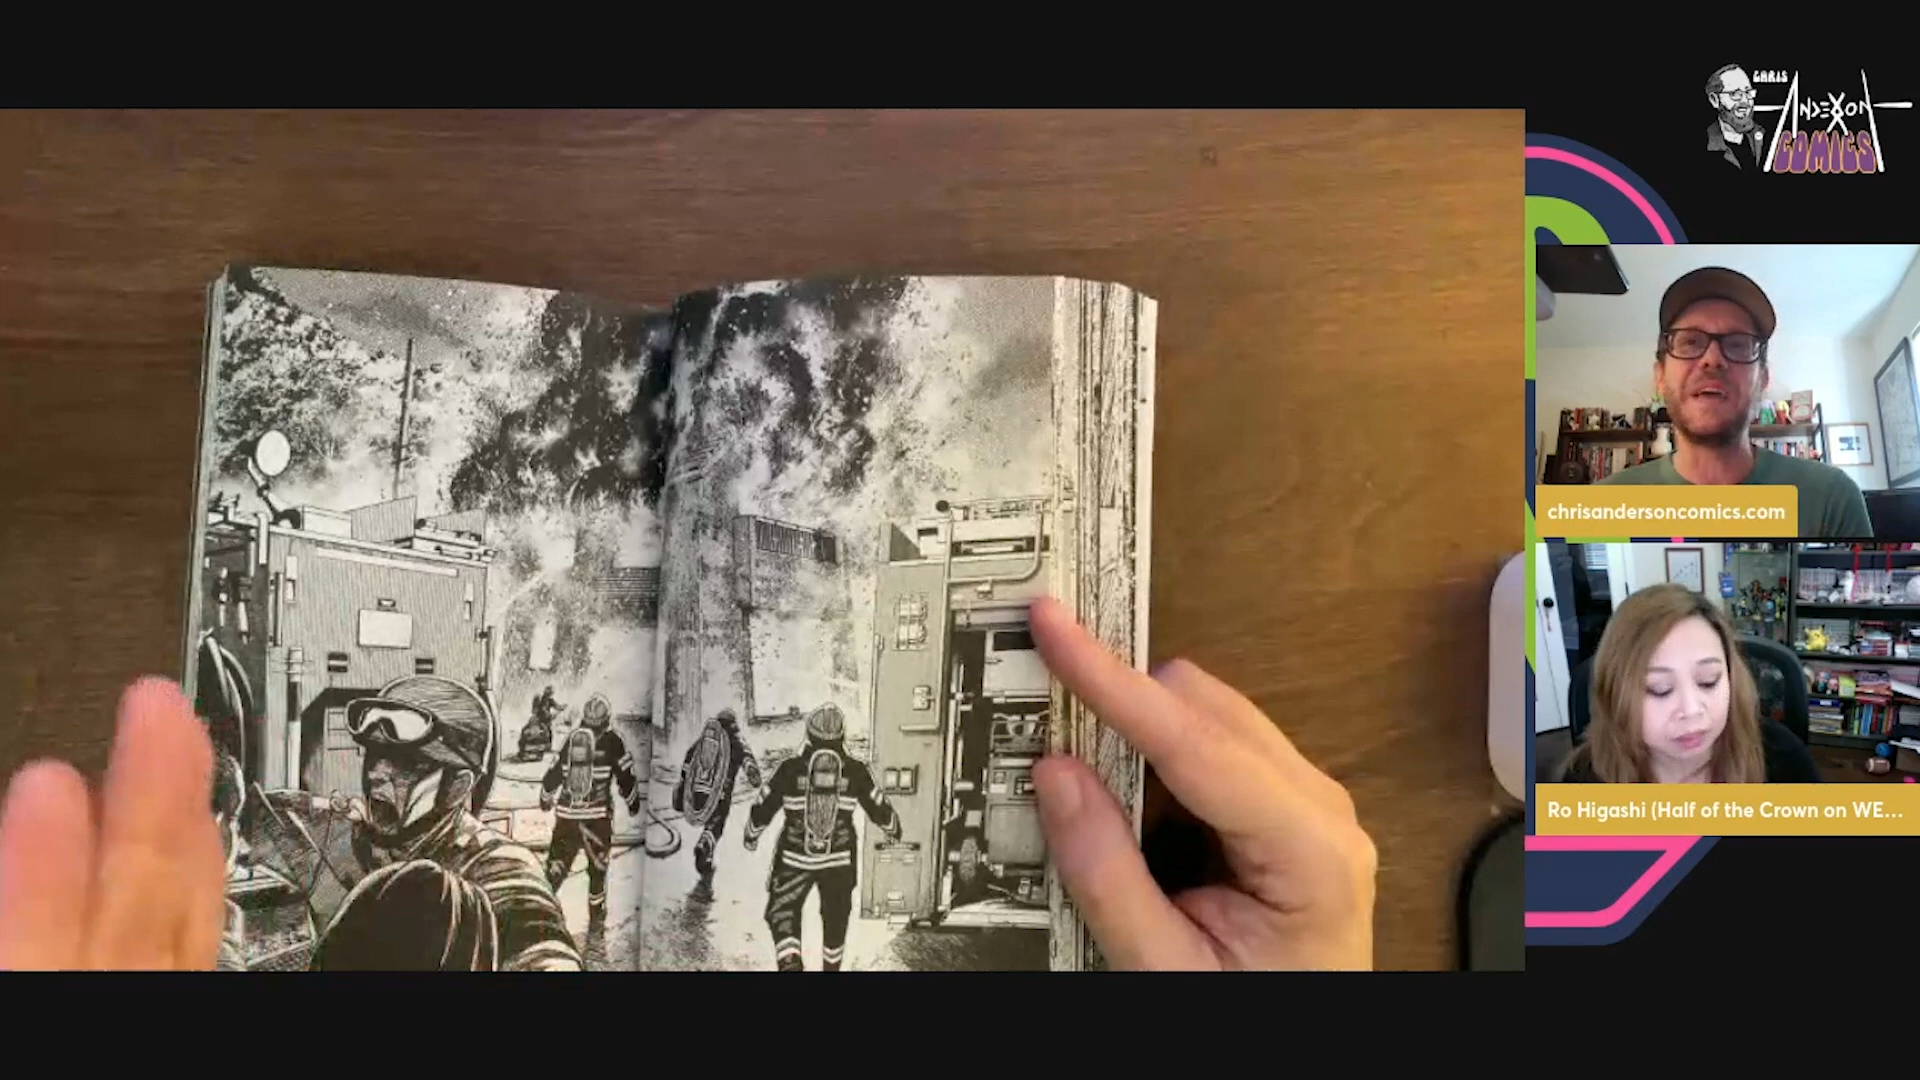 CHRIS
ANDERSON
COMICS
chrisandersoncomics.com
Ro Higashi (Half of the Crown on WE...